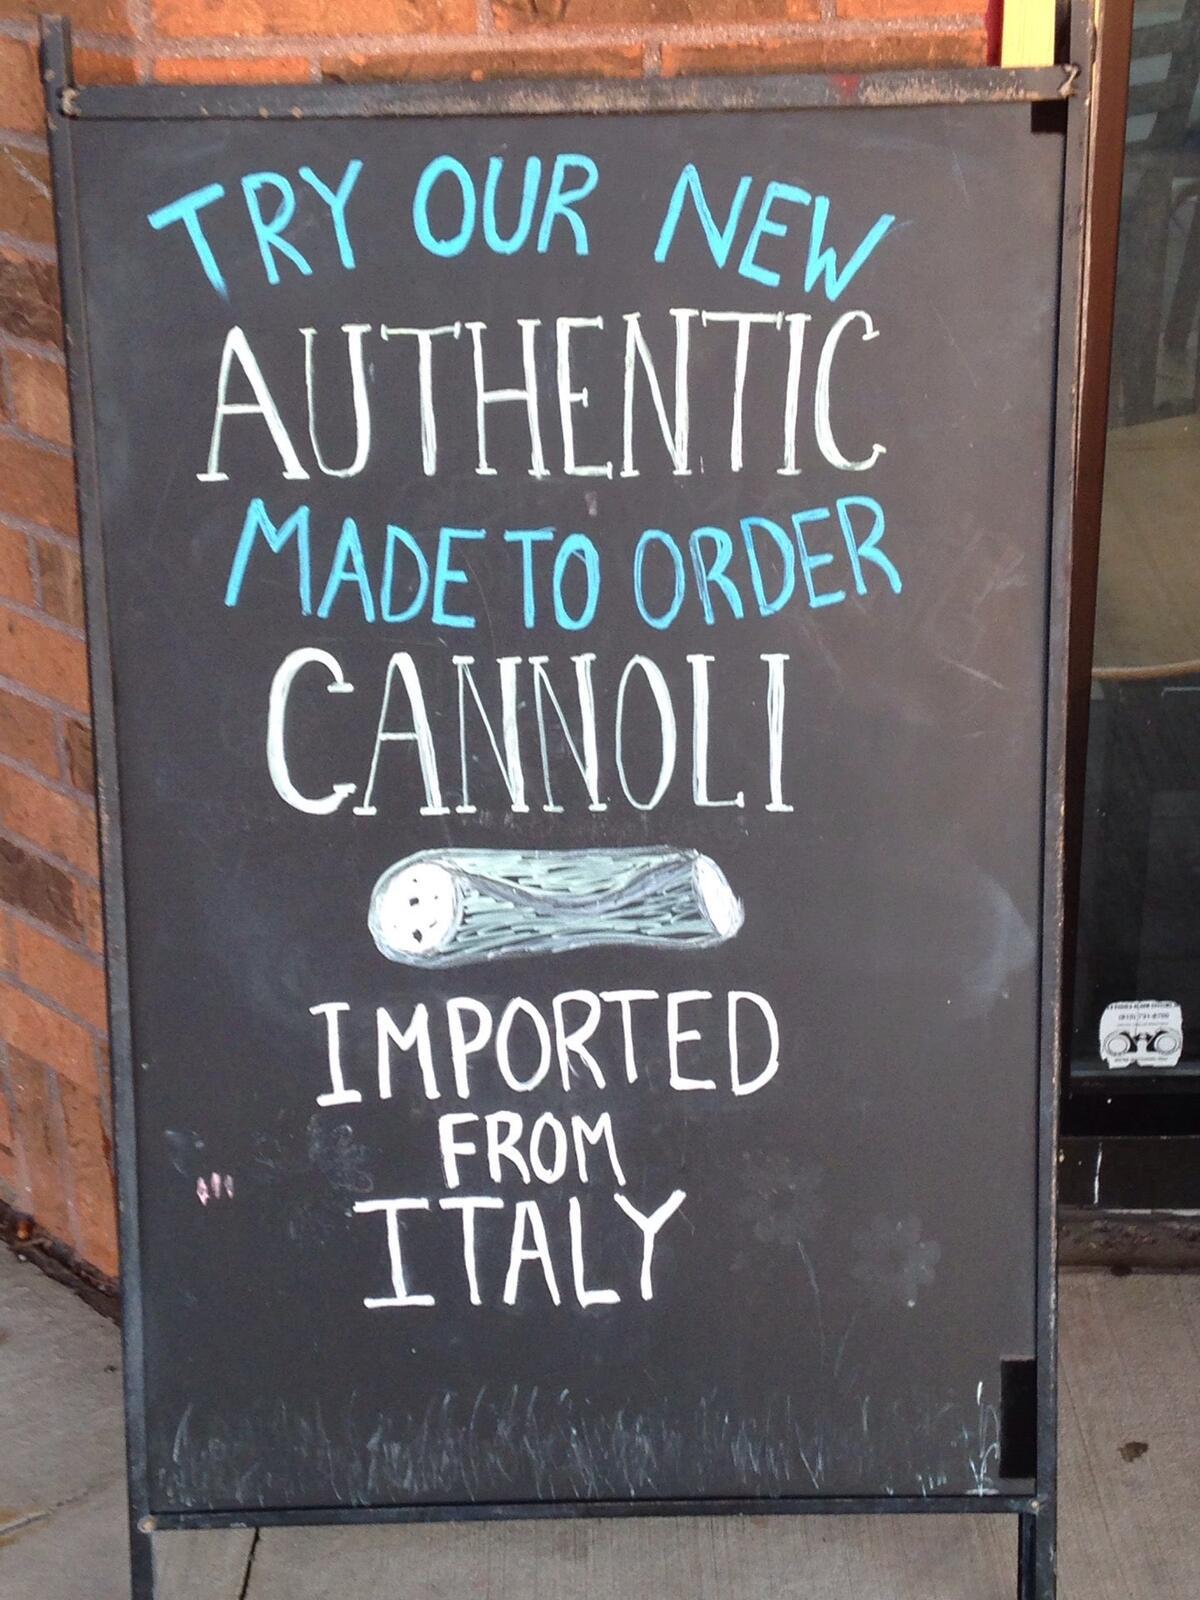 TRY OUR NEW
AUTHENTIC
MADE TO ORDER
CANNOLI
IMPORTED
FROM
ITALY